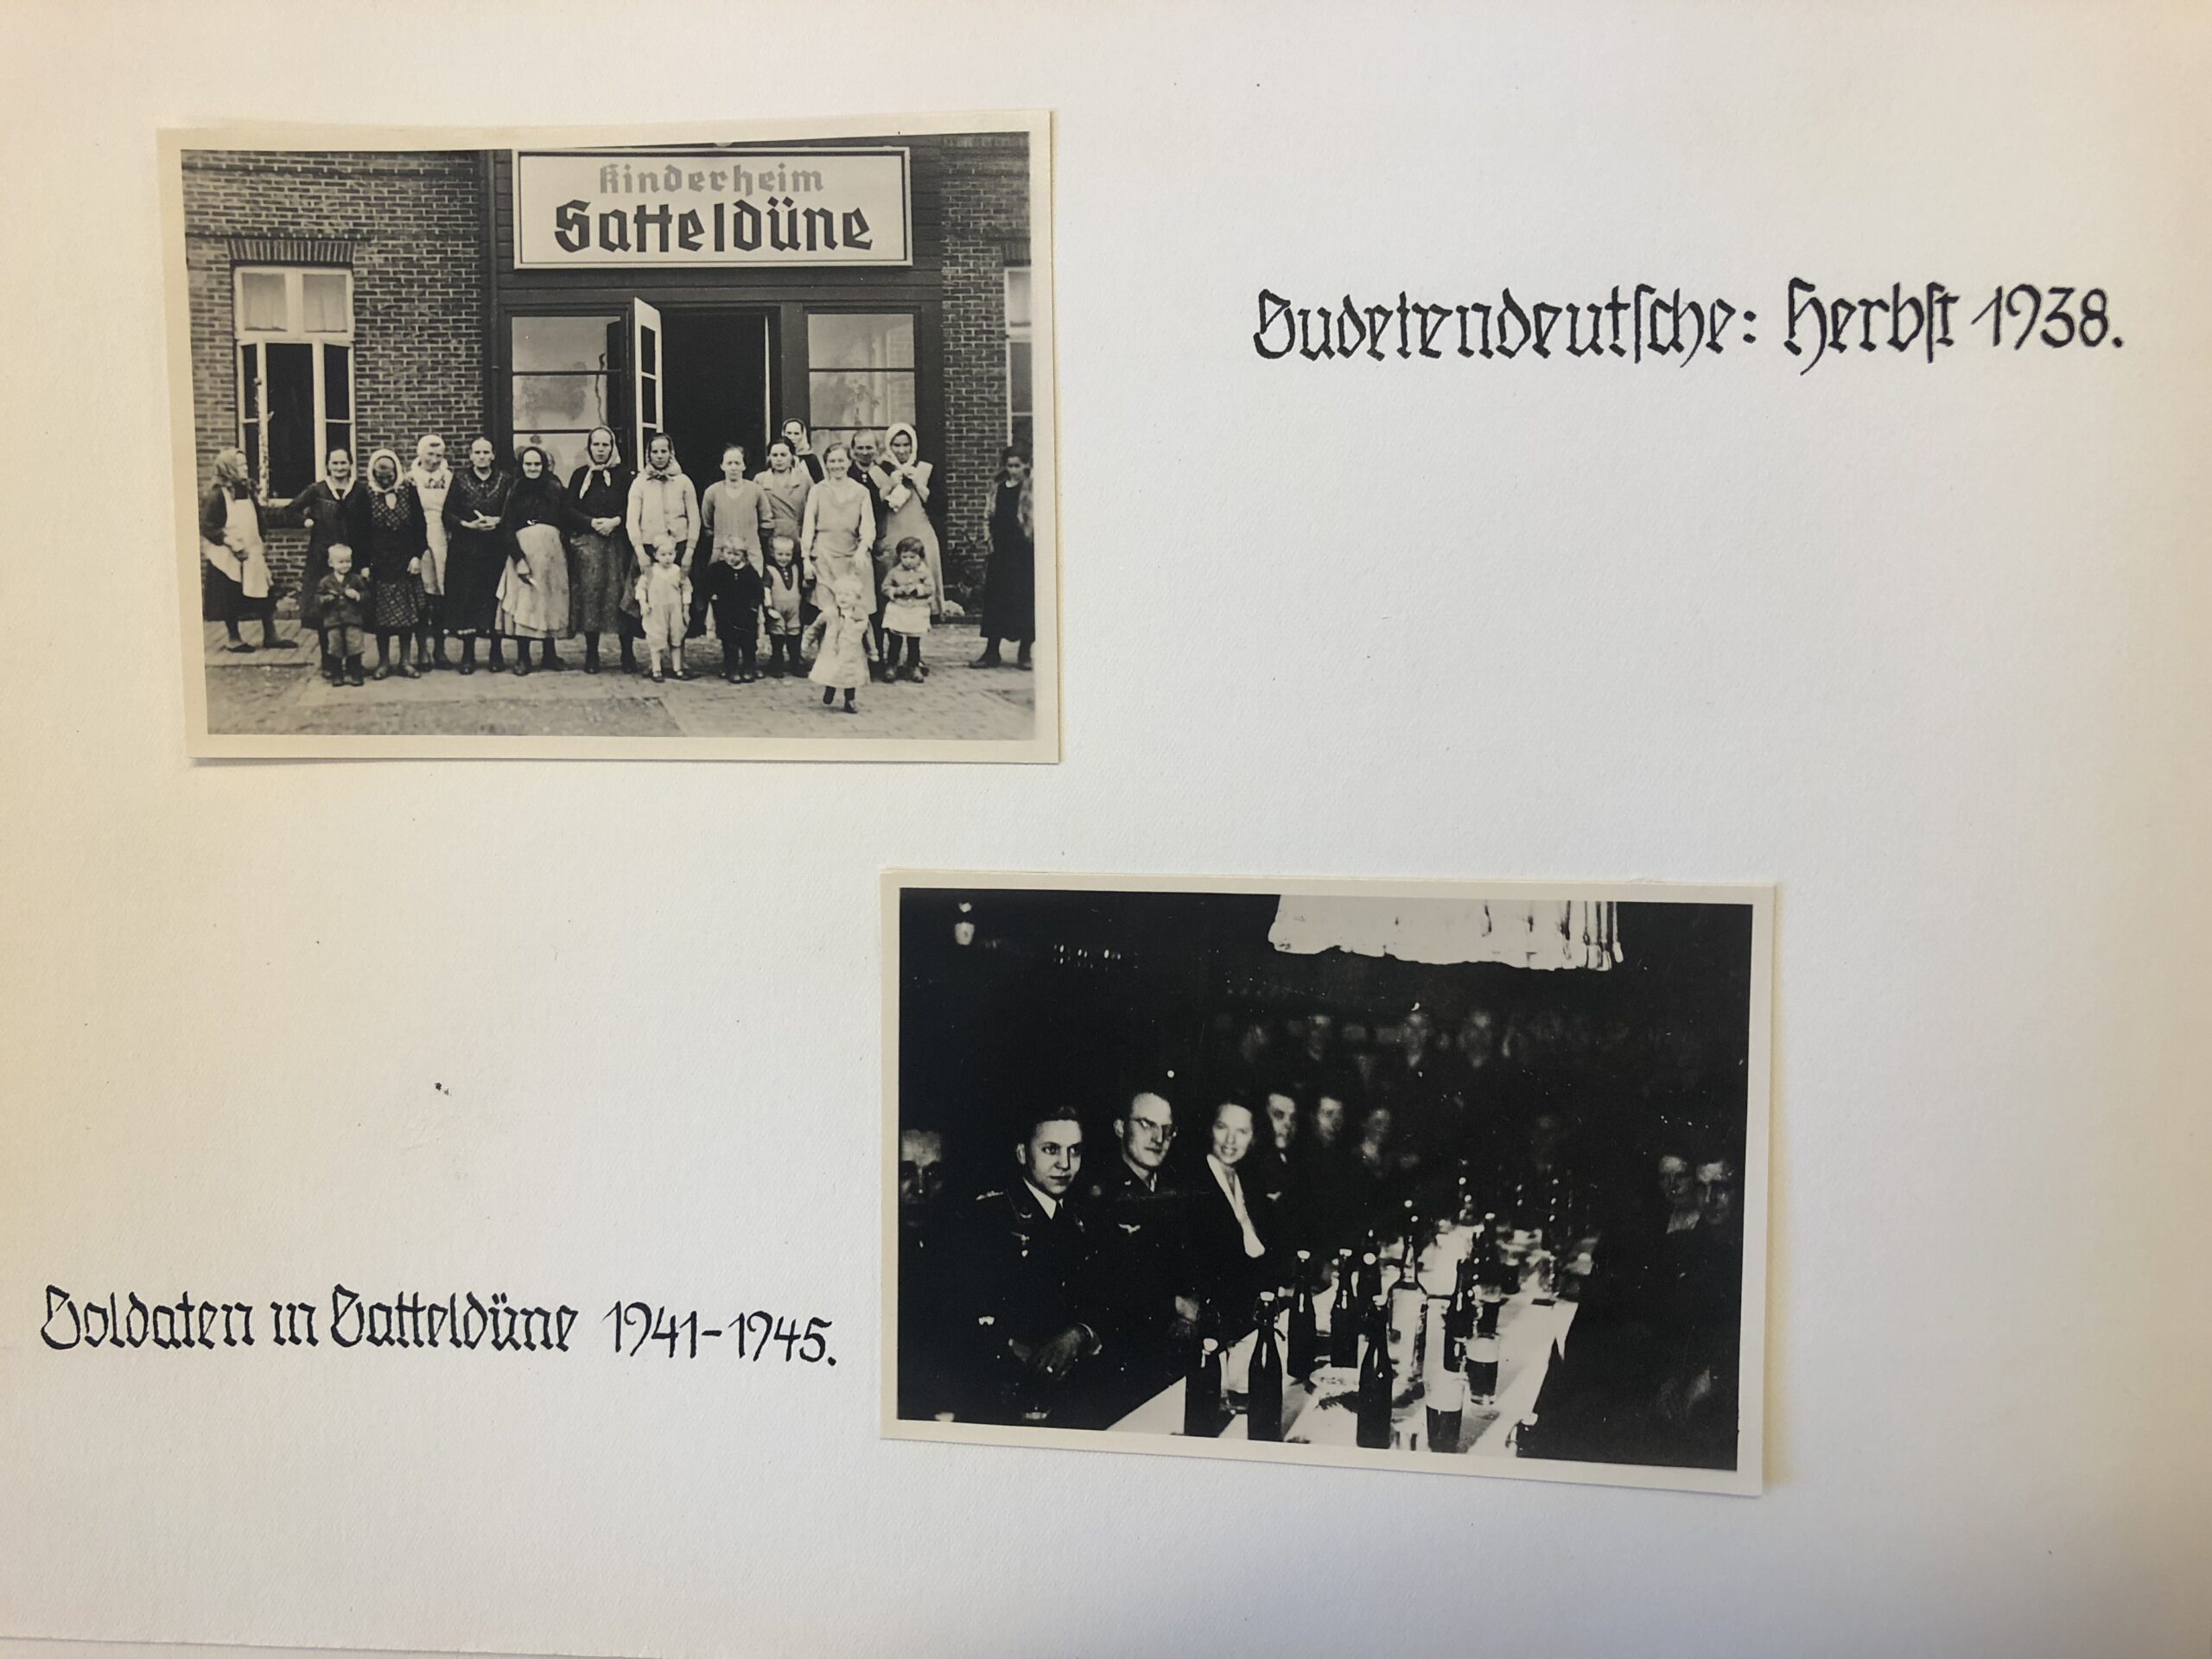 Kinderheim
Satteldüne
Sudetendeutſche: Herbſt 1938.
Soldaten in Satteldüne 1941-1945.